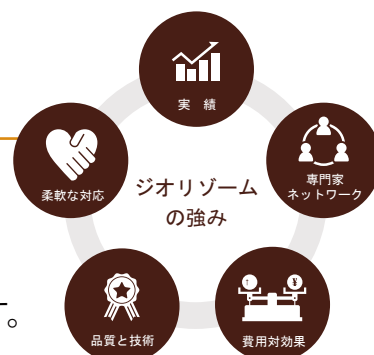 実 績
柔軟な対応
専門家
ネットワーク
ジオリゾーム
の強み
す。
品質と技術
費用対効果
¥